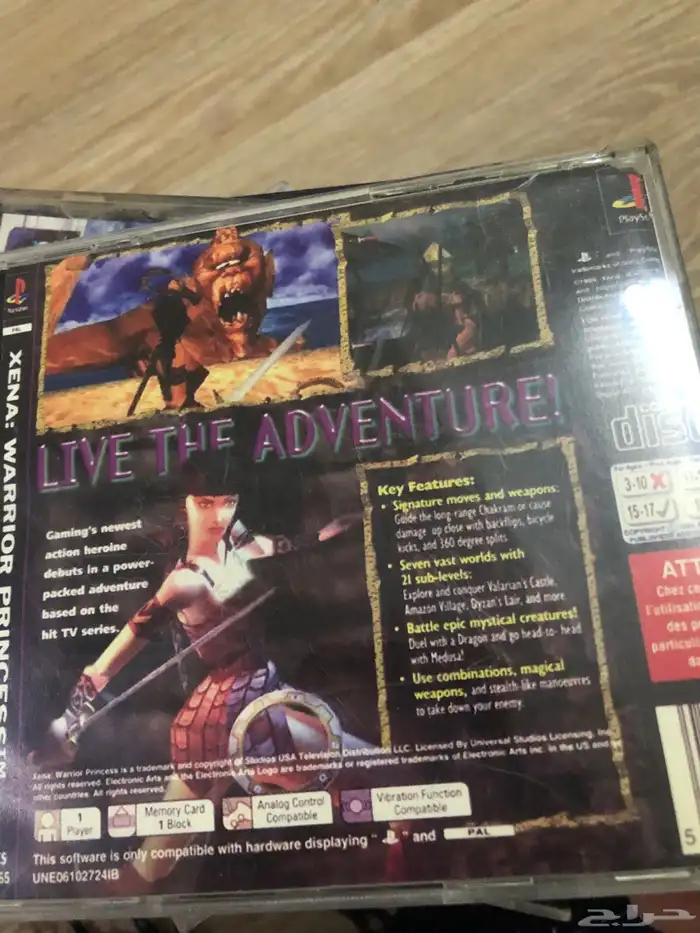 PlaySt
PAL
XENA: WARRIOR PRINCESS
LIVE THE ADVENTURE!
Gaming's newest
action heroine
debuts in a power-
packed adventure
based on the
hit TV series.
Key Features:
• Signature moves and weapons:
Guide the long-range Chakram or cause
damage up close with backflips, bicycle
kicks, and 360 degree splits
• Seven vast worlds with
21 sub-levels:
Explore and conquer Valarian's Castle,
Amazon Village, Dyzan's Lair, and more
• Battle epic mystical creatures!
Duel with a Dragon and go head-to-head
with Medusa!
• Use combinations, magical
weapons, and stealth-like manoeuvres
to take down your enemy.
dis
3-10
15-17
ATT
Chez ce
l'utilisa
des p
particuli
Xena: Warrior Princess is a trademark and copyright of Studios USA Television Distribution LLC. Licensed By Universal Studios Licensing, Inc.
All rights reserved. Electronic Arts and the Electronic Arts Logo are trademarks or registered trademarks of Electronic Arts Inc. in the US and
other countries. All rights reserved.
1
Player
Memory Card
1 Block
Analog Control
Compatible
Vibration Function
Compatible
This software is only compatible with hardware displaying " " and PAL
UNE06102724IB
5
حراج